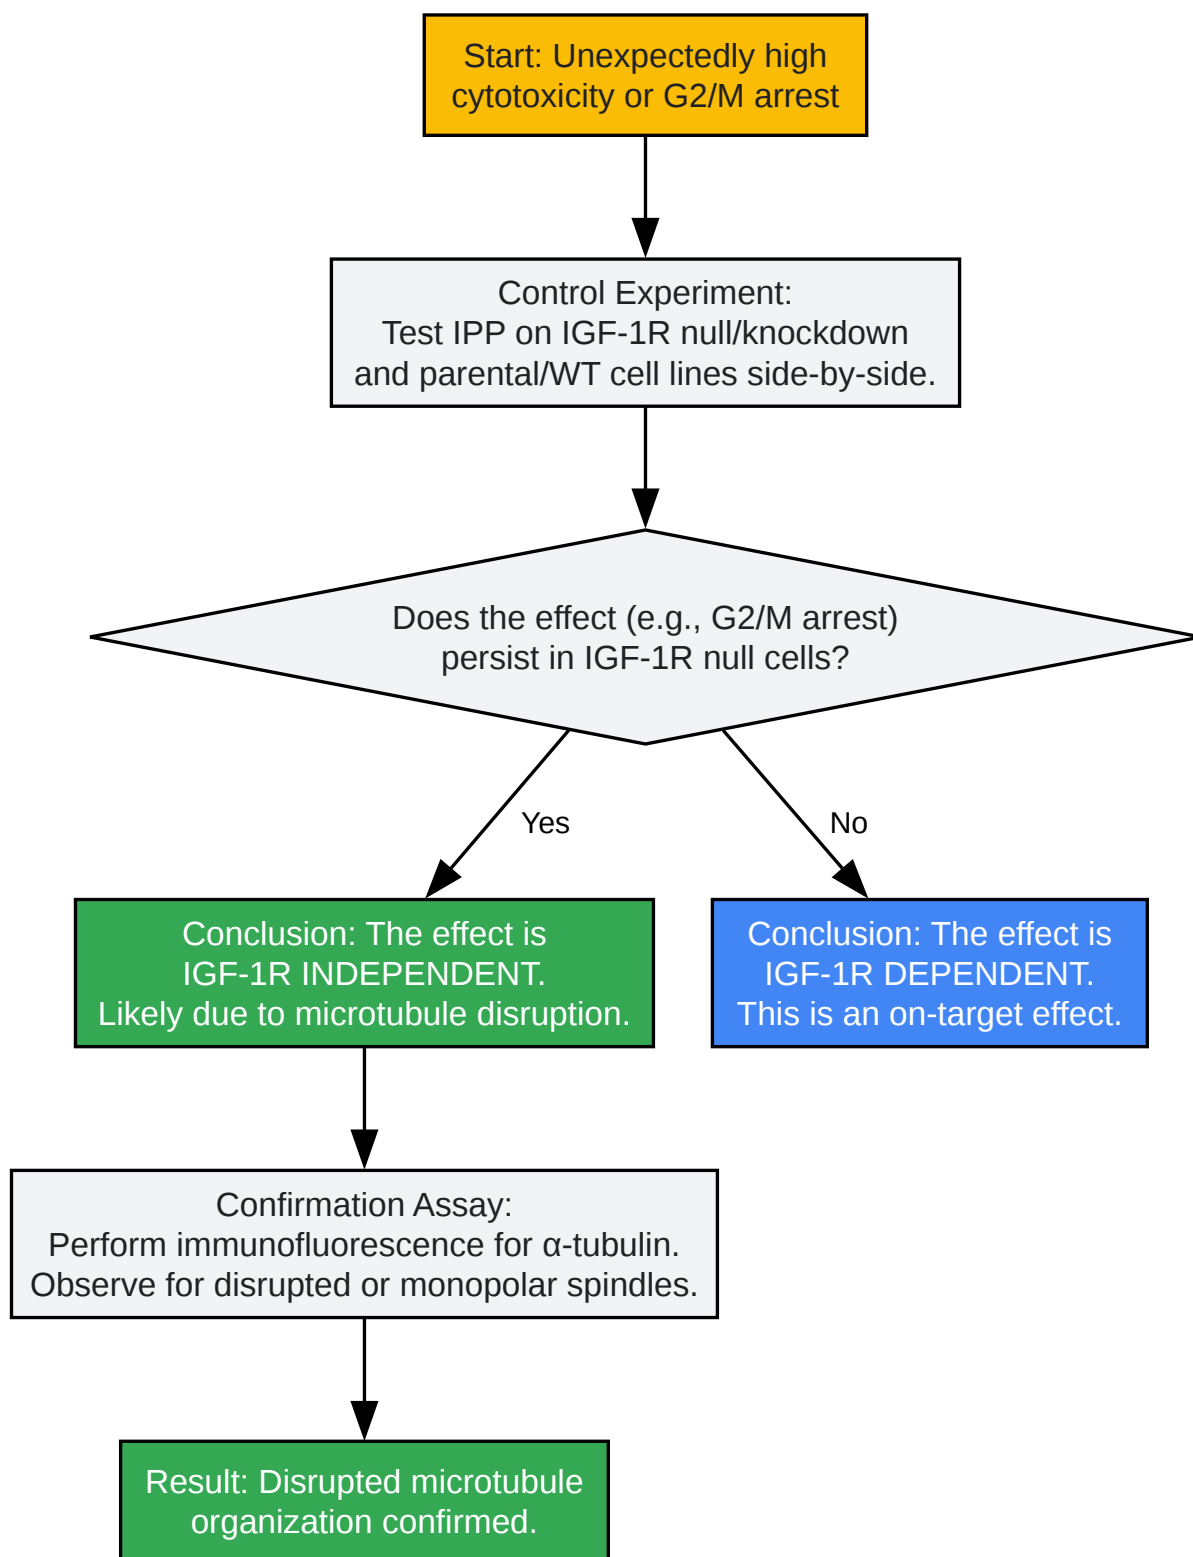 Start: Unexpectedly high
cytotoxicity or G2/M arrest
Control Experiment:
Test IPP on IGF-1R null/knockdown
and parental/WT cell lines side-by-side.
Does the effect (e.g., G2/M arrest)
persist in IGF-1R null cells?
Yes
No
Conclusion: The effect is
IGF-1R INDEPENDENT.
Likely due to microtubule disruption.
Conclusion: The effect is
IGF-1R DEPENDENT.
This is an on-target effect.
Confirmation Assay:
Perform immunofluorescence for α-tubulin.
Observe for disrupted or monopolar spindles.
Result: Disrupted microtubule
organization confirmed.